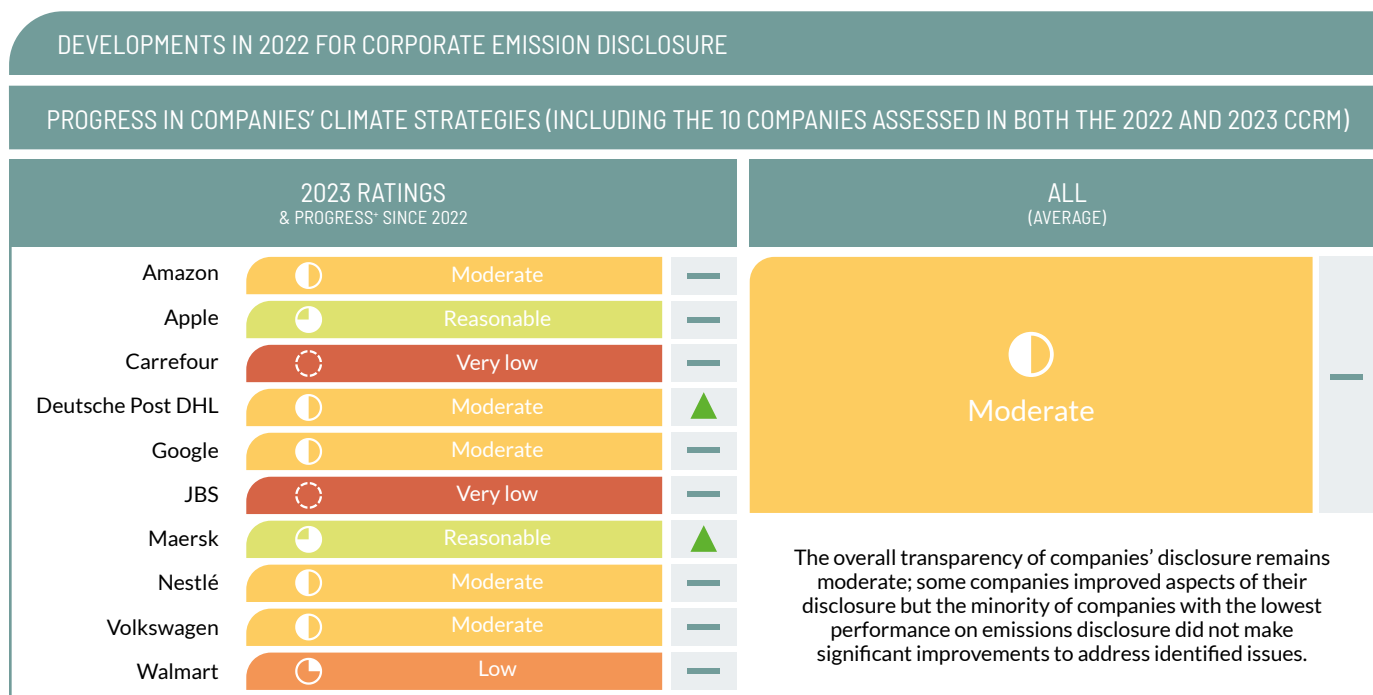 DEVELOPMENTS IN 2022 FOR CORPORATE EMISSION DISCLOSURE
PROGRESS IN COMPANIES' CLIMATE STRATEGIES (INCLUDING THE 10 COMPANIES ASSESSED IN BOTH THE 2022 AND 2023 CCRM)
2023 RATINGS
& PROGRESS⁺ SINCE 2022
ALL
(AVERAGE)
Amazon Moderate
Apple Reasonable
Carrefour Very low
Deutsche Post DHL Moderate
Google Moderate
JBS Very low
Maersk Reasonable
Nestlé Moderate
Volkswagen Moderate
Walmart Low
Moderate
The overall transparency of companies' disclosure remains
moderate; some companies improved aspects of their
disclosure but the minority of companies with the lowest
performance on emissions disclosure did not make
significant improvements to address identified issues.